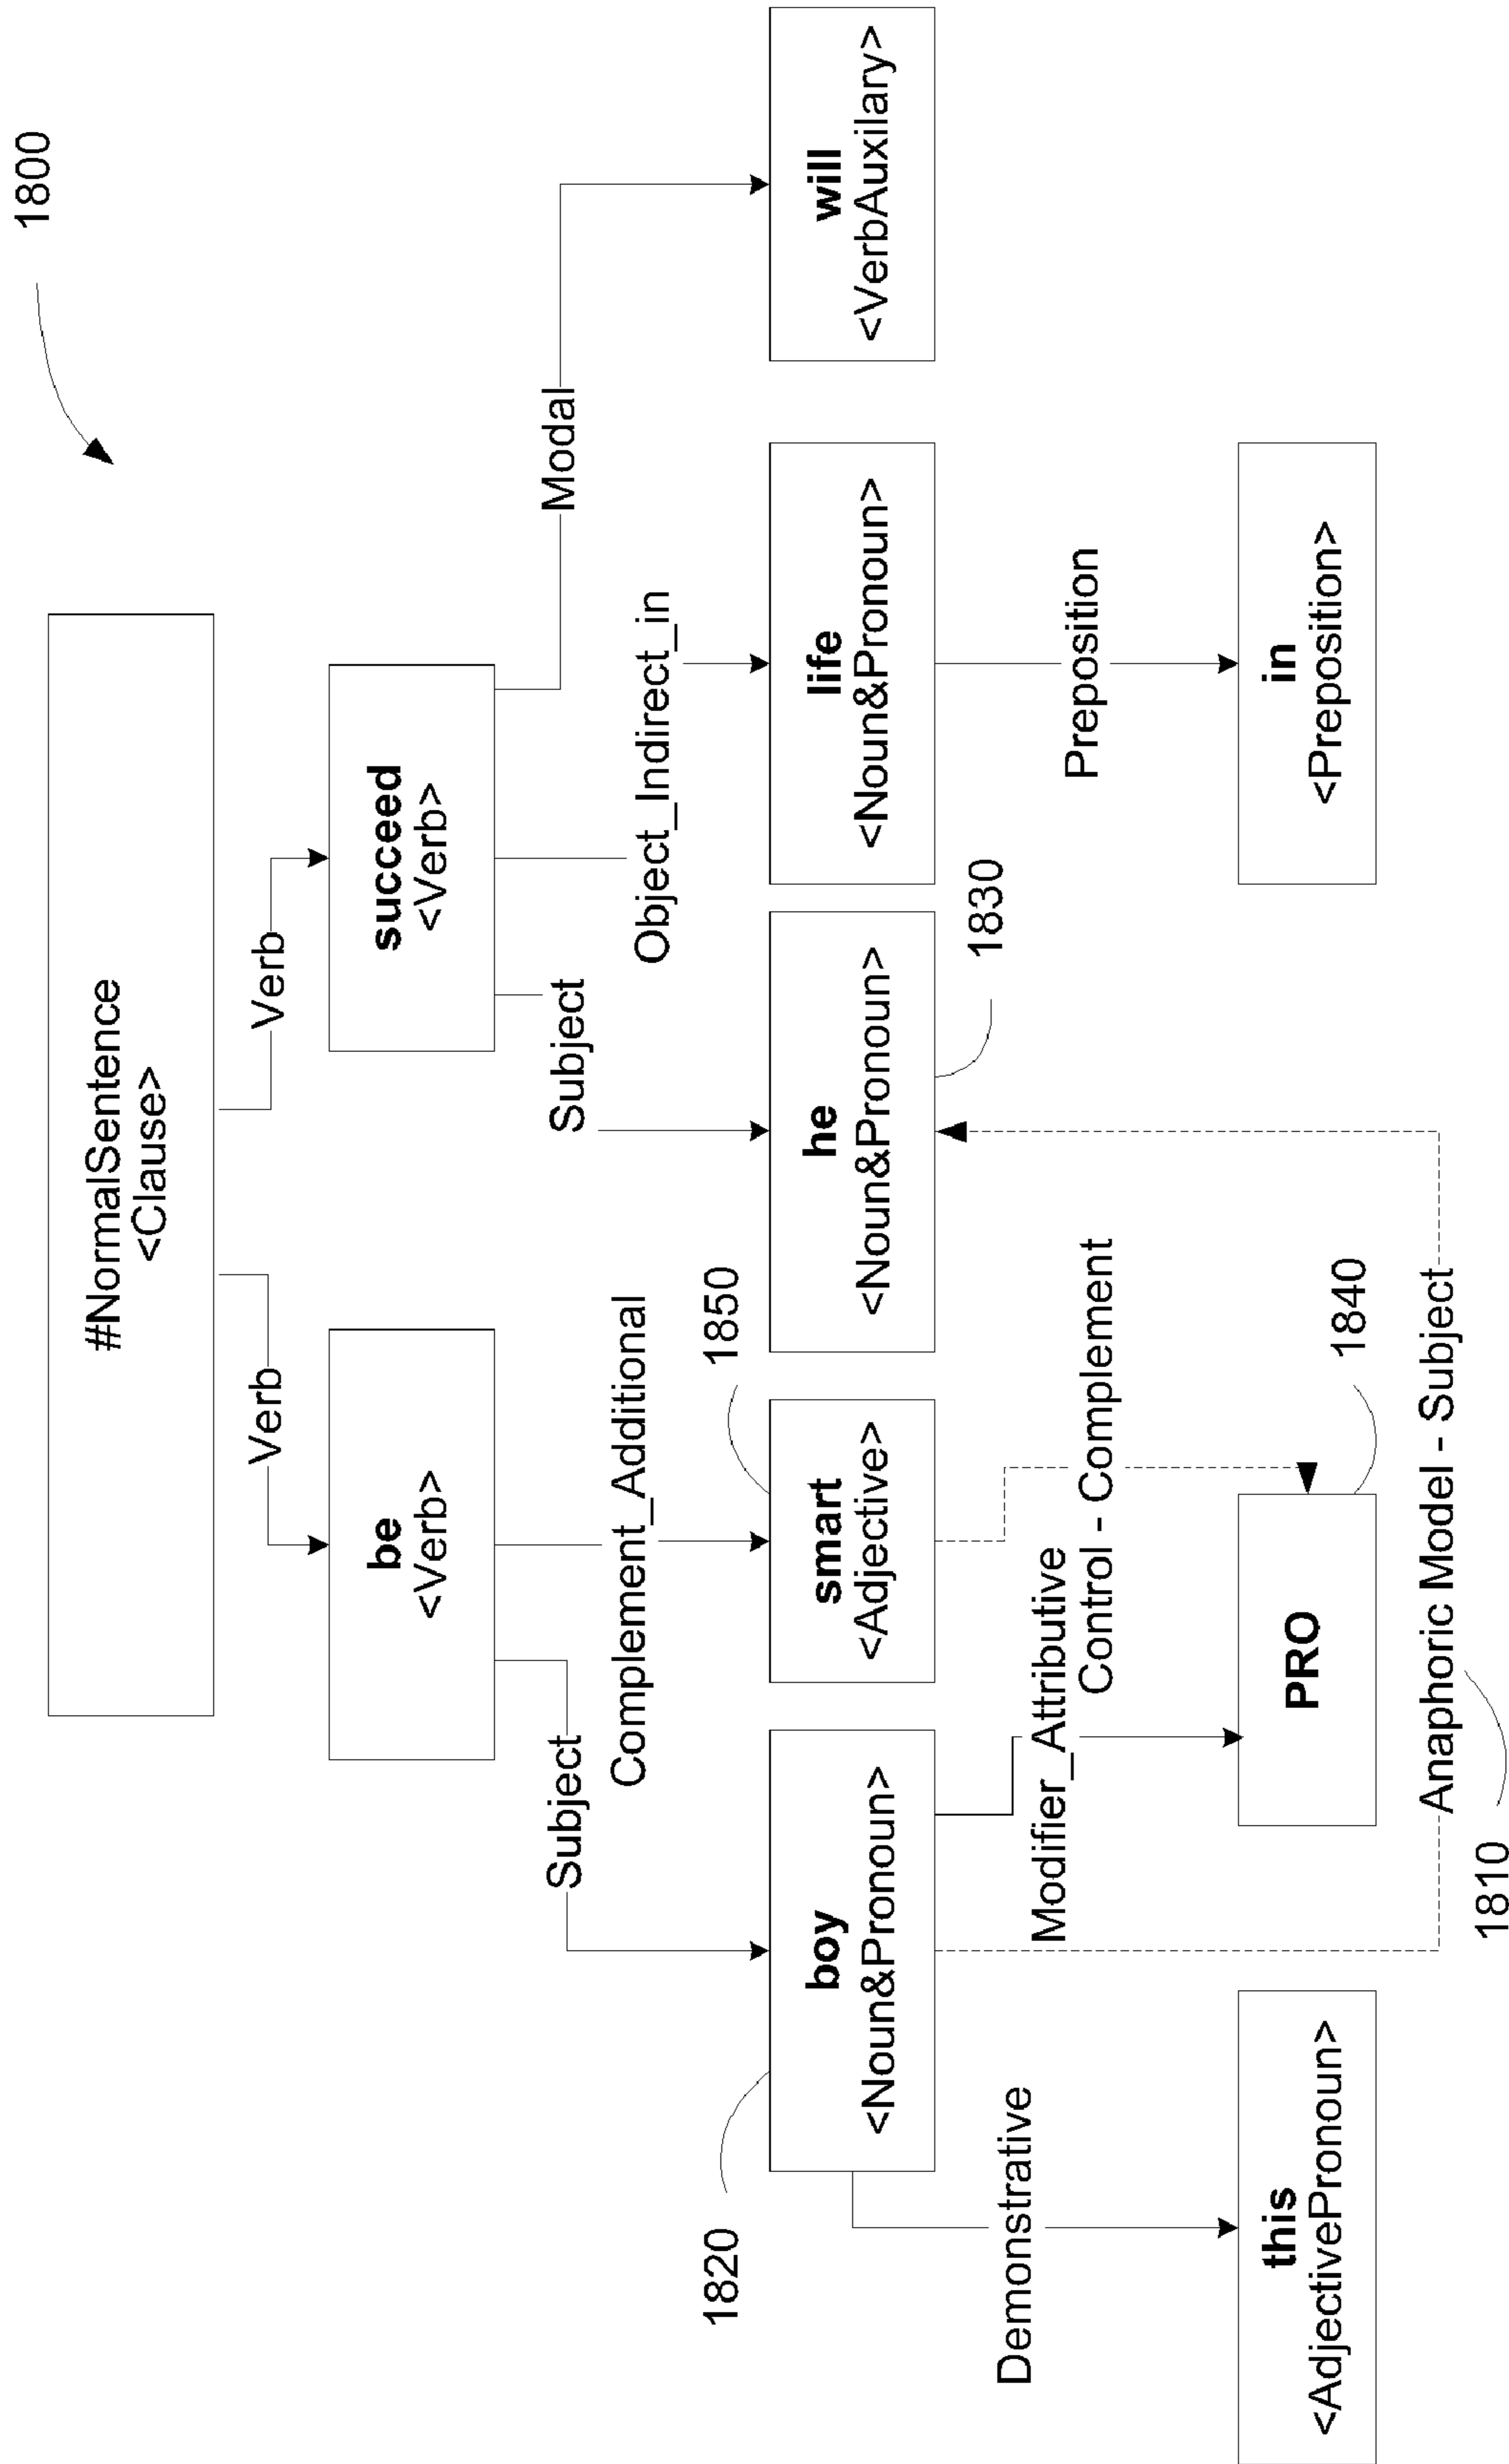 1800
#NormalSentence
<Clause>
Verb
Verb
be
<Verb>
succeed
<Verb>
Subject
Complement_Additional
Subject
Object_Indirect_in
Modal
1820
1850
boy
<Noun&Pronoun>
smart
<Adjective>
he
<Noun&Pronoun>
life
<Noun&Pronoun>
will
<VerbAuxilary>
1830
Demonstrative
Modifier_Attributive
Control - Complement
Preposition
1840
this
<AdjectivePronoun>
PRO
in
<Preposition>
Anaphoric Model - Subject
1810